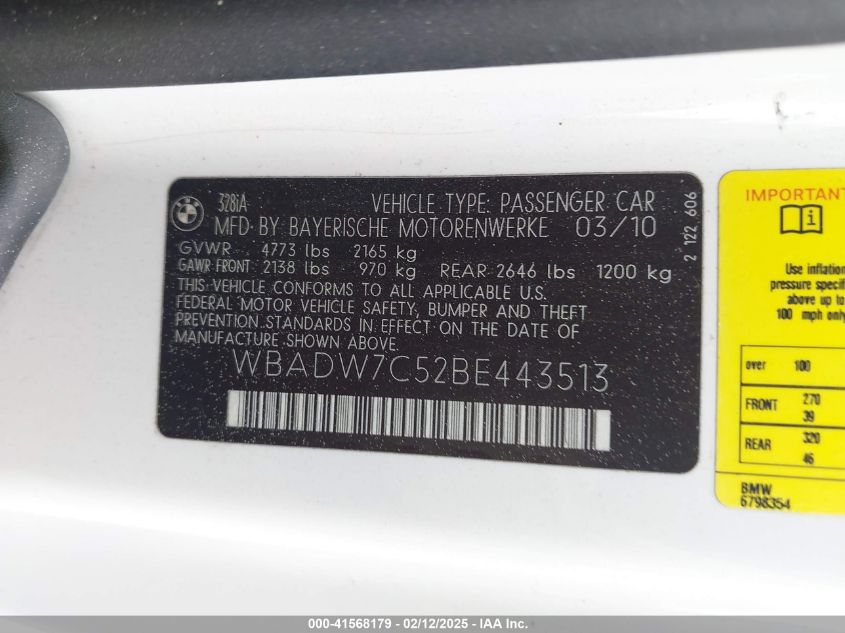 BMW
328iA VEHICLE TYPE: PASSENGER CAR
MFD BY BAYERISCHE MOTORENWERKE 03/10
GVWR 4773 lbs 2165 kg
GAWR FRONT 2138 lbs - 970 kg REAR 2646 lbs - 1200 kg
THIS VEHICLE CONFORMS TO ALL APPLICABLE U.S.
FEDERAL MOTOR VEHICLE SAFETY, BUMPER AND THEFT
PREVENTION STANDARDS IN EFFECT ON THE DATE OF
MANUFACTURE SHOWN ABOVE.
WBADW7C52BE443513
2 122 606
IMPORTANT
Use inflation
pressure specif
above up to
100 mph only
over 100
FRONT 270
39
REAR 320
46
BMW
6798354
000-41568179 - 02/12/2025 - IAA Inc.